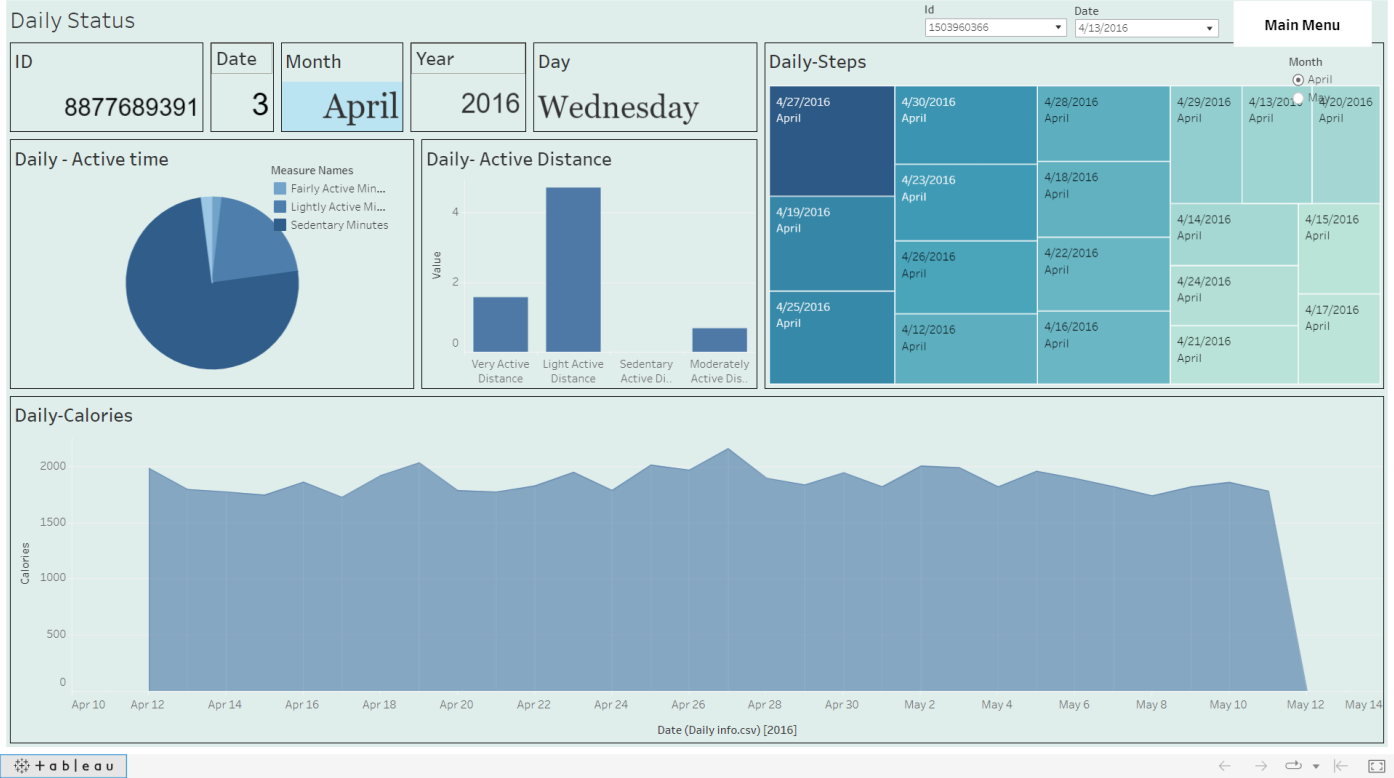 Daily Status
Id
1503960366
Date
4/13/2016
Main Menu
ID
8877689391
Date
3
Month
April
Year
2016
Day
Wednesday
Daily - Active time
Measure Names
Fairly Active Min...
Lightly Active Mi...
Sedentary Minutes
Daily- Active Distance
Value
4
2
0
Very Active
Distance
Light Active
Distance
Sedentary
Active Di..
Moderately
Active Dis..
Daily-Steps
Month
April
May
4/27/2016
April
4/19/2016
April
4/25/2016
April
4/30/2016
April
4/23/2016
April
4/26/2016
April
4/12/2016
April
4/28/2016
April
4/18/2016
April
4/22/2016
April
4/16/2016
April
4/29/2016
April
4/13/2016
April
4/20/2016
April
4/14/2016
April
4/24/2016
April
4/21/2016
April
4/15/2016
April
4/17/2016
April
Daily-Calories
Calories
2000
1500
1000
500
0
Apr 10 Apr 12 Apr 14 Apr 16 Apr 18 Apr 20 Apr 22 Apr 24 Apr 26 Apr 28 Apr 30 May 2 May 4 May 6 May 8 May 10 May 12 May 14
Date (Daily info.csv) [2016]
+ a b l e a u